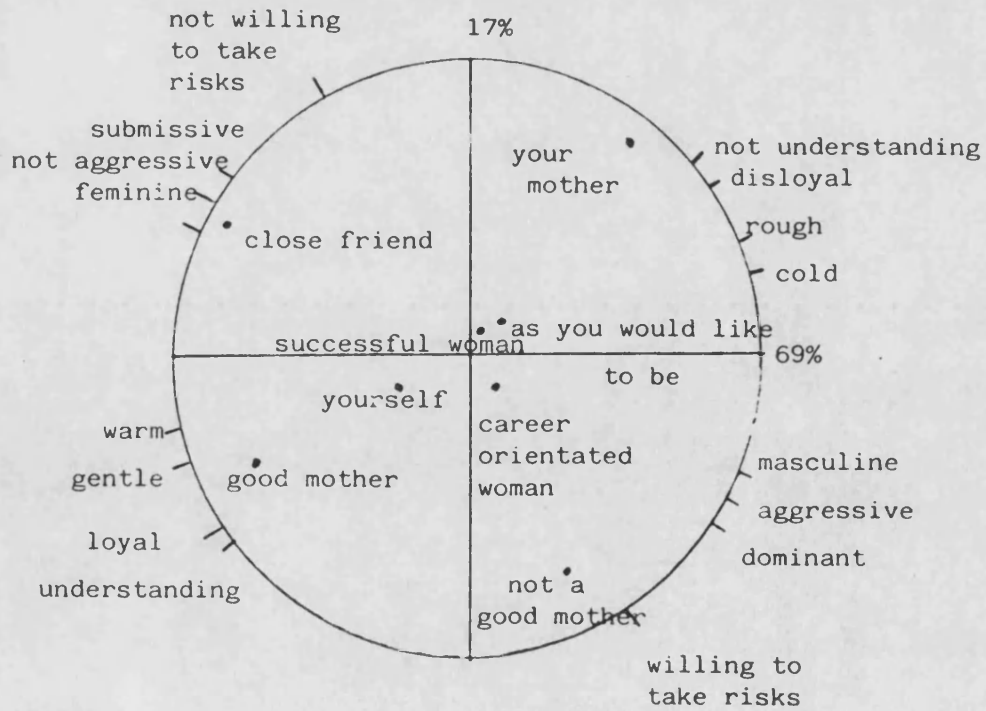 not willing
to take
risks
17%
submissive
not aggressive
feminine
your
mother
not understanding
disloyal
rough
cold
close friend
as you would like
to be
successful woman
69%
yourself
career
orientated
woman
warm
gentle
good mother
loyal
understanding
masculine
aggressive
dominant
not a
good mother
willing to
take risks